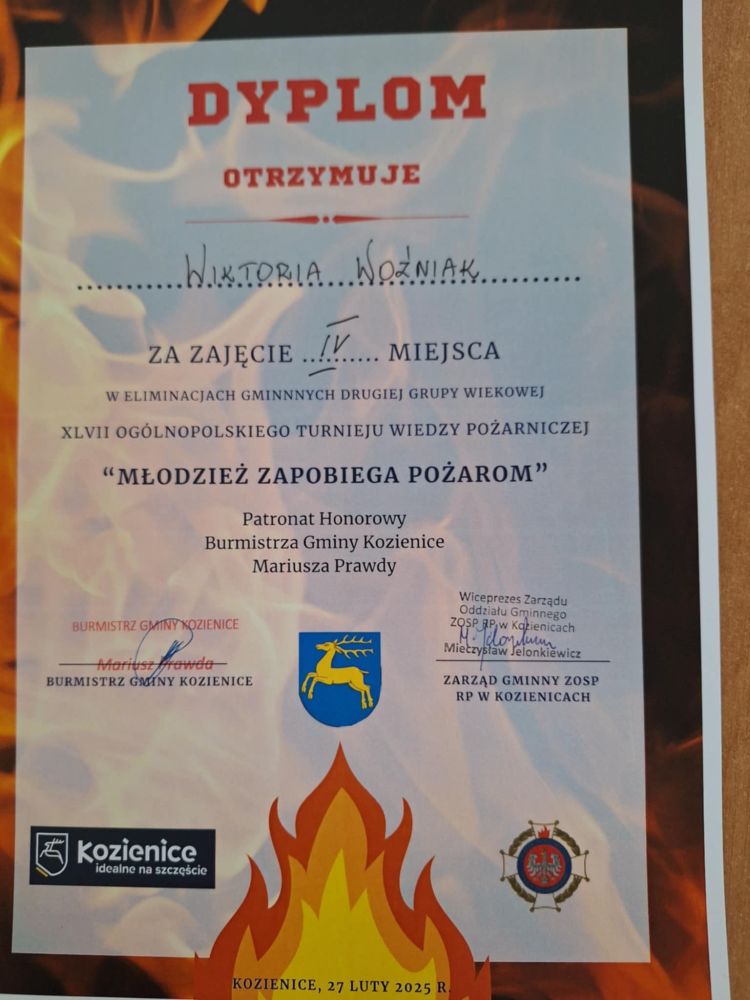 DYPLOM
OTRZYMUJE
WIKTORIA WOŹNIAK
ZA ZAJĘCIE ..IV....... MIEJSCA
W ELIMINACJACH GMINNNYCH DRUGIEJ GRUPY WIEKOWEJ
XLVII OGÓLNOPOLSKIEGO TURNIEJU WIEDZY POŻARNICZEJ
“MŁODZIEŻ ZAPOBIEGA POŻAROM”
Patronat Honorowy
Burmistrza Gminy Kozienice
Mariusza Prawdy
BURMISTRZ GMINY KOZIENICE
Mariusz Prawda
BURMISTRZ GMINY KOZIENICE
Wiceprezes Zarządu
Oddziału Gminnego
ZOSP RP w Kozienicach
Mieczysław Jelonkiewicz
ZARZĄD GMINNY ZOSP
RP W KOZIENICACH
Kozienice
idealne na szczęście
KOZIENICE, 27 LUTY 2025 R.